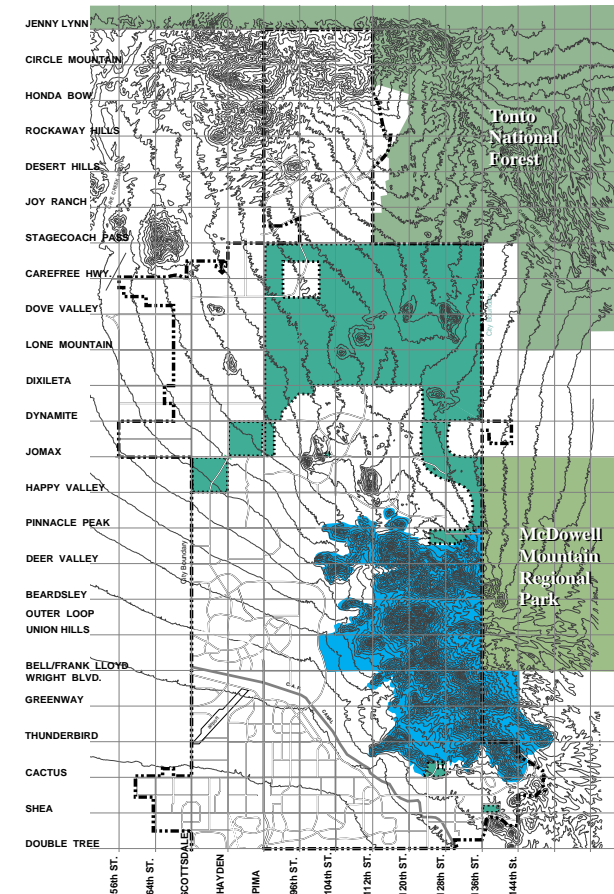 JENNY LYNN
CIRCLE MOUNTAIN
HONDA BOW
ROCKAWAY HILLS
DESERT HILLS
JOY RANCH
STAGECOACH PASS
CAREFREE HWY.
DOVE VALLEY
LONE MOUNTAIN
DIXILETA
DYNAMITE
JOMAX
HAPPY VALLEY
PINNACLE PEAK
DEER VALLEY
BEARDSLEY
OUTER LOOP
UNION HILLS
BELL/FRANK LLOYD
WRIGHT BLVD.
GREENWAY
THUNDERBIRD
CACTUS
SHEA
DOUBLE TREE
Tonto
National
Forest
McDowell
Mountain
Regional
Park
City Boundary
C.A.P.
CANAL
56th ST.
64th ST.
SCOTTSDALE
HAYDEN
PIMA
96th ST.
104th ST.
112th ST.
120th ST.
128th ST.
136th ST.
144th ST.